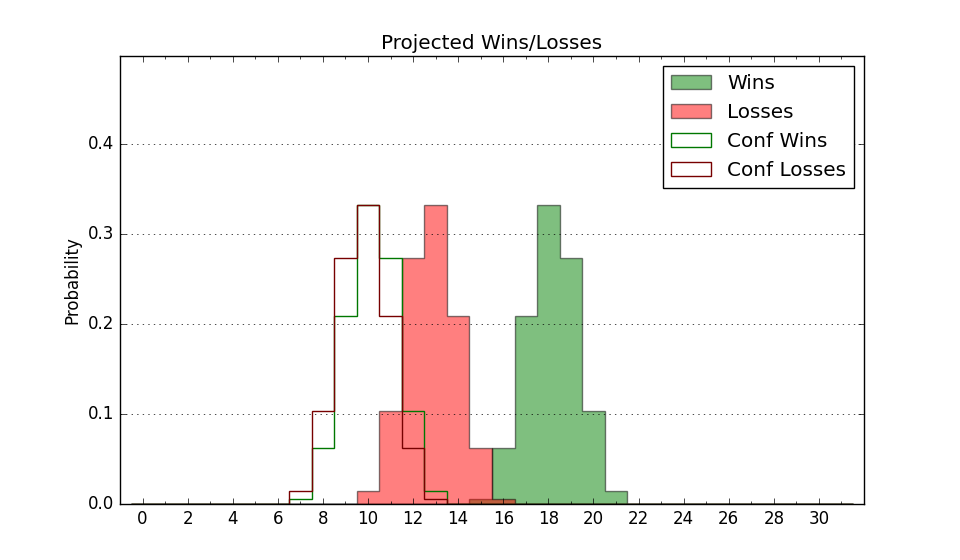 Projected Wins/Losses
Wins
Losses
Conf Wins
Conf Losses
Probability
0.4
0.3
0.2
0.1
0.0
0 2 4 6 8 10 12 14 16 18 20 22 24 26 28 30